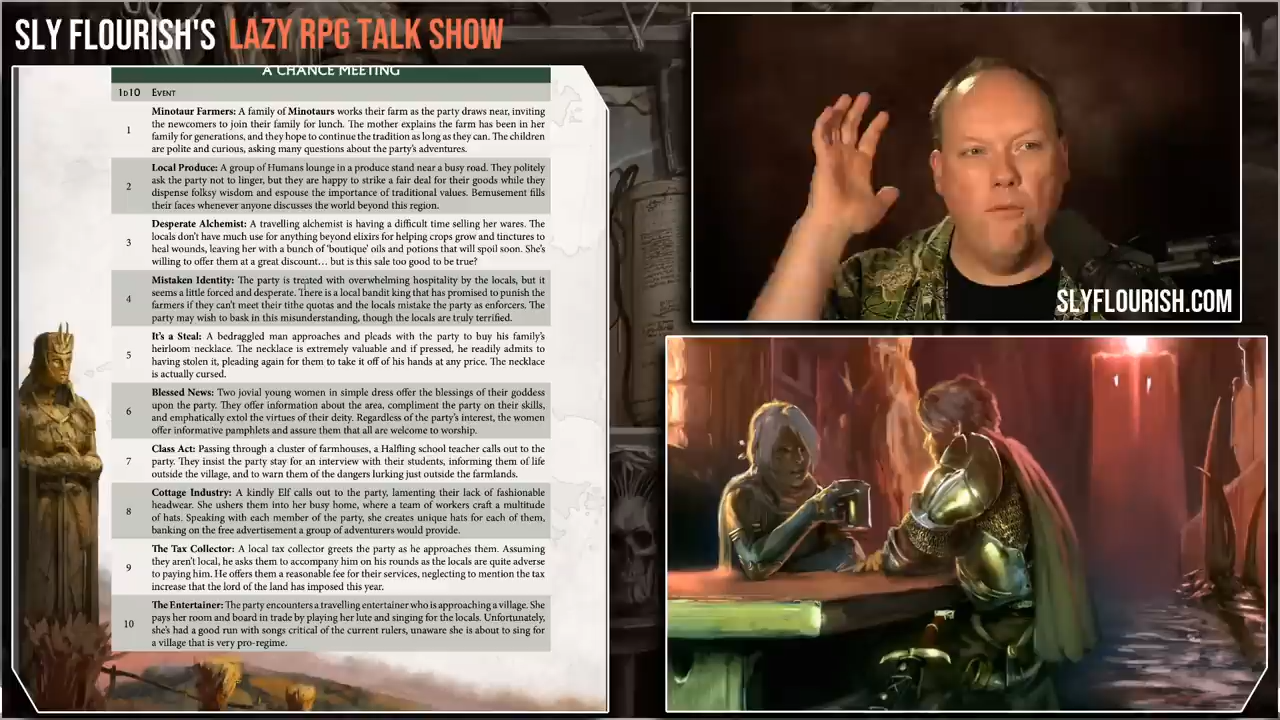 SLY FLOURISH'S LAZY RPG TALK SHOW
A CHANCE MEETING
1D10 EVENT
1
Minotaur Farmers: A family of Minotaurs works their farm as the party draws near, inviting
the newcomers to join their family for lunch. The mother explains the farm has been in her
family for generations, and they hope to continue the tradition as long as they can. The children
are polite and curious, asking many questions about the party's adventures.
2
Local Produce: A group of Humans lounge in a produce stand near a busy road. They politely
ask the party not to linger, but they are happy to strike a fair deal for their goods while they
dispense folksy wisdom and espouse the importance of traditional values. Bemusement fills
their faces whenever anyone discusses the world beyond this region.
3
Desperate Alchemist: A travelling alchemist is having a difficult time selling her wares. The
locals don't have much use for anything beyond elixirs for helping crops grow and tinctures to
heal wounds, leaving her with a bunch of 'boutique' oils and potions that will spoil soon. She's
willing to offer them at a great discount… but is this sale too good to be true?
4
Mistaken Identity: The party is treated with overwhelming hospitality by the locals, but it
seems a little forced and desperate. There is a local bandit king that has promised to punish the
farmers if they can't meet their tithe quotas and the locals mistake the party as enforcers. The
party may wish to bask in this misunderstanding, though the locals are truly terrified.
5
It's a Steal: A bedraggled man approaches and pleads with the party to buy his family's
heirloom necklace. The necklace is extremely valuable and if pressed, he readily admits to
having stolen it, pleading again for them to take it off of his hands at any price. The necklace
is actually cursed.
6
Blessed News: Two jovial young women in simple dress offer the blessings of their goddess
upon the party. They offer information about the area, compliment the party on their skills,
and emphatically extol the virtues of their deity. Regardless of the party's interest, the women
offer informative pamphlets and assure them that all are welcome to worship.
7
Class Act: Passing through a cluster of farmhouses, a Halfling school teacher calls out to the
party. They insist the party stay for an interview with their students, informing them of life
outside the village, and to warn them of the dangers lurking just outside the farmlands.
8
Cottage Industry: A kindly Elf calls out to the party, lamenting their lack of fashionable
headwear. She ushers them into her busy home, where a team of workers craft a multitude
of hats. Speaking with each member of the party, she creates unique hats for each of them,
banking on the free advertisement a group of adventurers would provide.
9
The Tax Collector: A local tax collector greets the party as he approaches them. Assuming
they aren't local, he asks them to accompany him on his rounds as the locals are quite adverse
to paying him. He offers them a reasonable fee for their services, neglecting to mention the tax
increase that the lord of the land has imposed this year.
10
The Entertainer: The party encounters a travelling entertainer who is approaching a village. She
pays her room and board in trade by playing her lute and singing for the locals. Unfortunately,
she's had a good run with songs critical of the current rulers, unaware she is about to sing for
a village that is very pro-regime.
SLYFLOURISH.COM